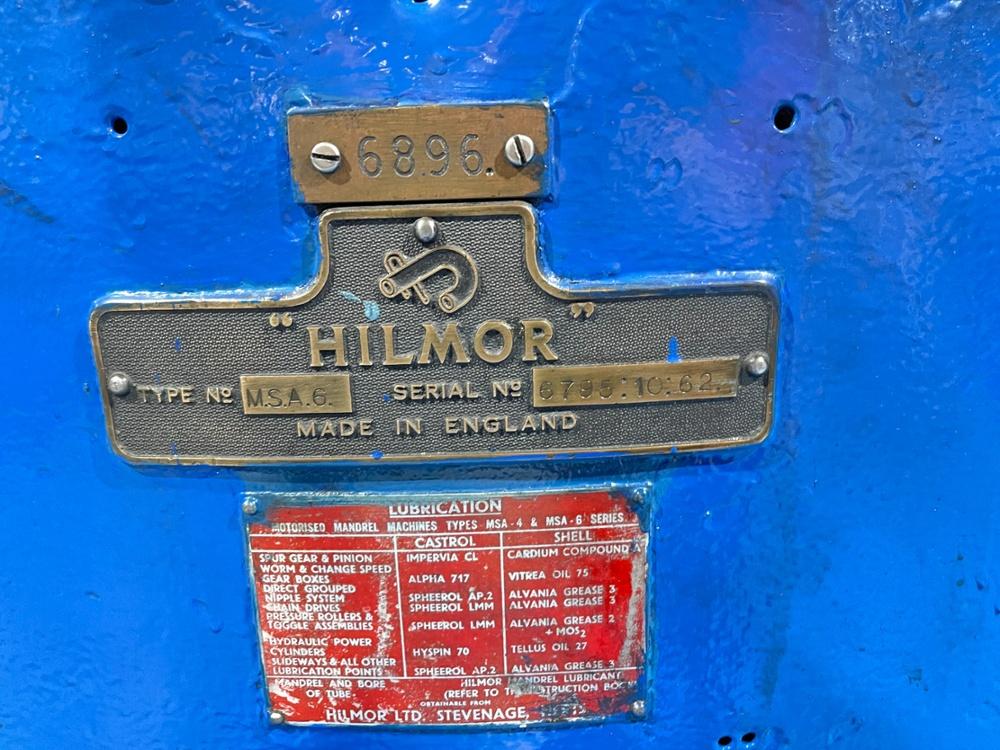 6896.
"HILMOR"
TYPE Nº M.S.A.6. SERIAL Nº 6795:10:62.
MADE IN ENGLAND
LUBRICATION
MOTORISED MANDREL MACHINES TYPES MSA-4 & MSA-6 SERIES
CASTROL SHELL
SPUR GEAR & PINION IMPERVIA CL CARDIUM COMPOUND
WORM & CHANGE SPEED
GEAR BOXES ALPHA 717 VITREA OIL 75
DIRECT GROUPED
NIPPLE SYSTEM SPHEEROL AP.2 ALVANIA GREASE 3
CHAIN DRIVES SPHEEROL LMM ALVANIA GREASE 3
PRESSURE ROLLERS &
TOGGLE ASSEMBLIES SPHEEROL LMM ALVANIA GREASE 2
+ MOS2
HYDRAULIC POWER
CYLINDERS HYSPIN 70 TELLUS OIL 27
SLIDEWAYS & ALL OTHER
LUBRICATION POINTS SPHEEROL AP.2 ALVANIA GREASE 3
MANDREL AND BORE HILMOR MANDREL LUBRICANT
OF TUBE (REFER TO INSTRUCTION BOOK
OBTAINABLE FROM
HILMOR LTD. STEVENAGE,